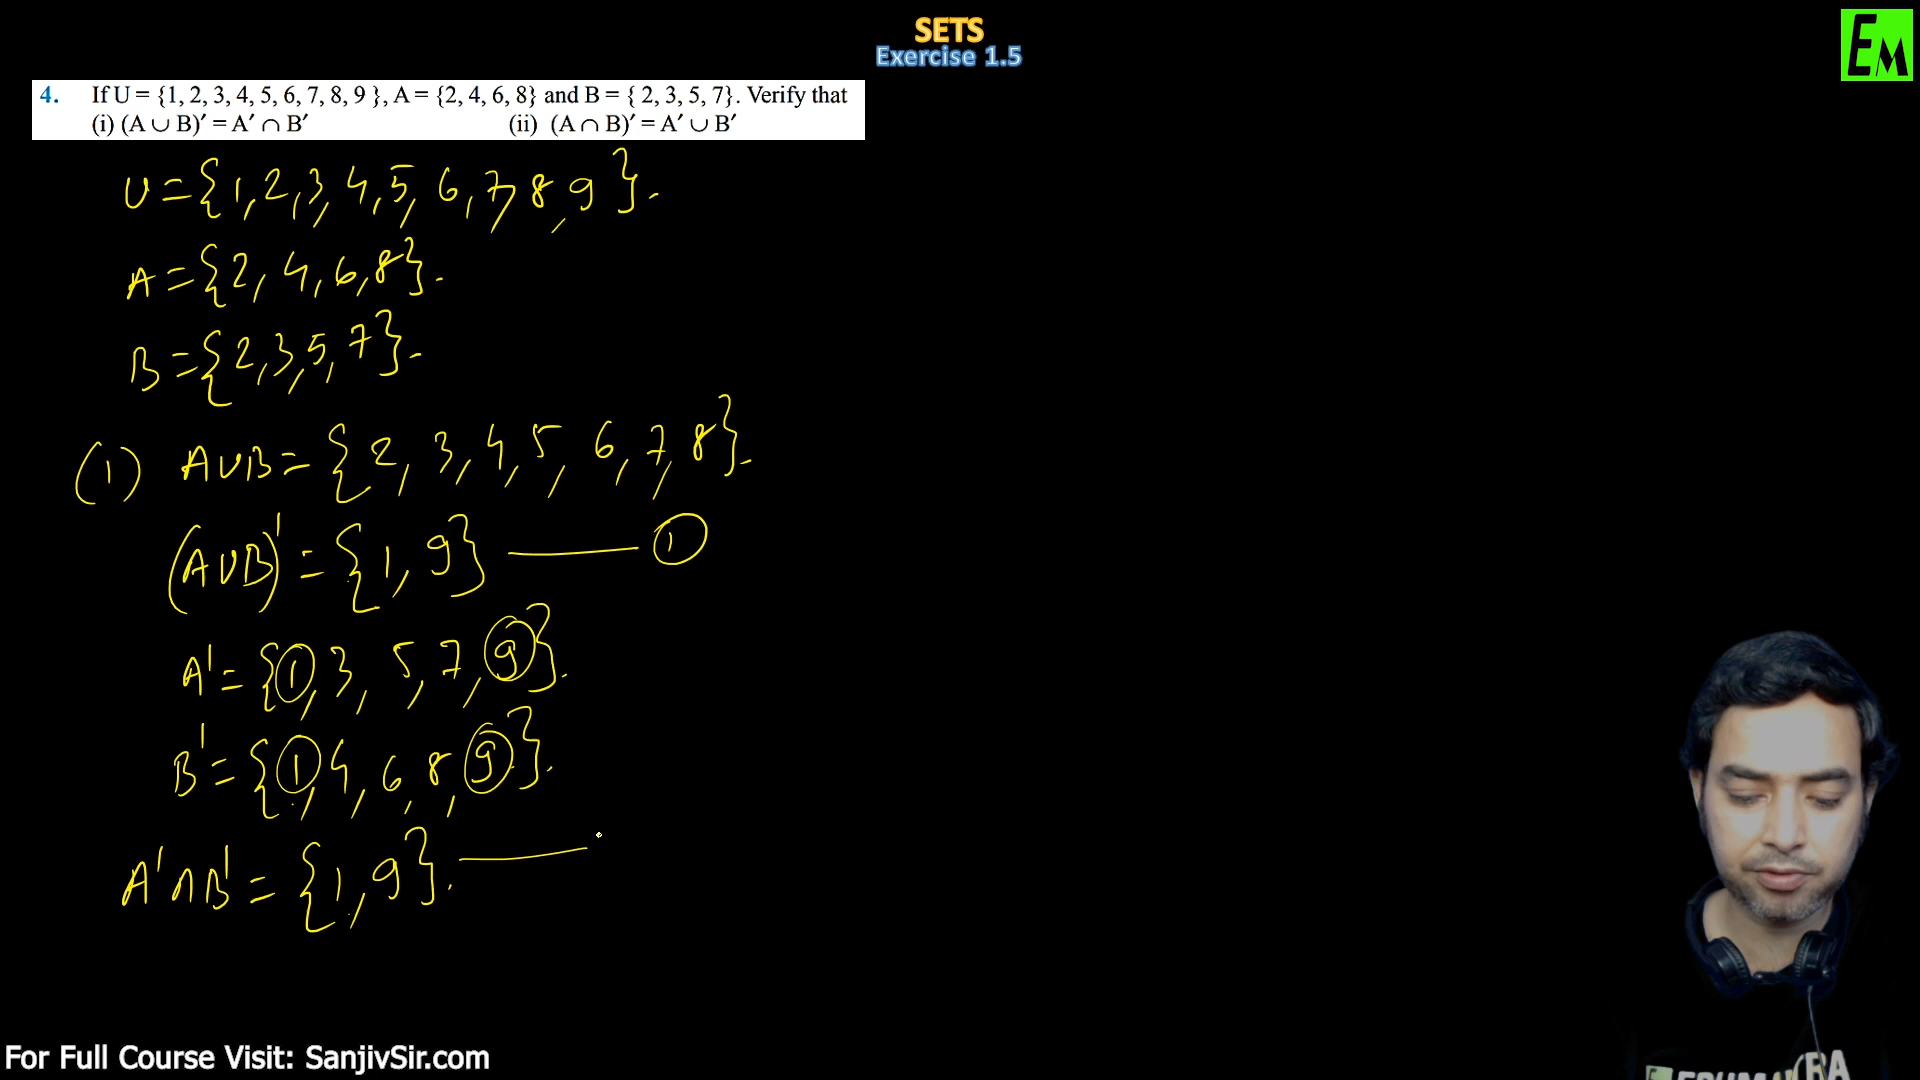 SETS
Exercise 1.5
EM
4. If U = {1, 2, 3, 4, 5, 6, 7, 8, 9 }, A = {2, 4, 6, 8} and B = { 2, 3, 5, 7}. Verify that
(i) (A ∪ B)′ = A′ ∩ B′ (ii) (A ∩ B)′ = A′ ∪ B′
U = {1, 2, 3, 4, 5, 6, 7, 8, 9}.
A = {2, 4, 6, 8}.
B = {2, 3, 5, 7}.
(1) A∪B = {2, 3, 4, 5, 6, 7, 8}.
(A∪B)' = {1, 9} —— ①
A' = {①, 3, 5, 7, ⑨}.
B' = {①, 4, 6, 8, ⑨}.
A'∩B' = {1, 9}. ——
For Full Course Visit: SanjivSir.com